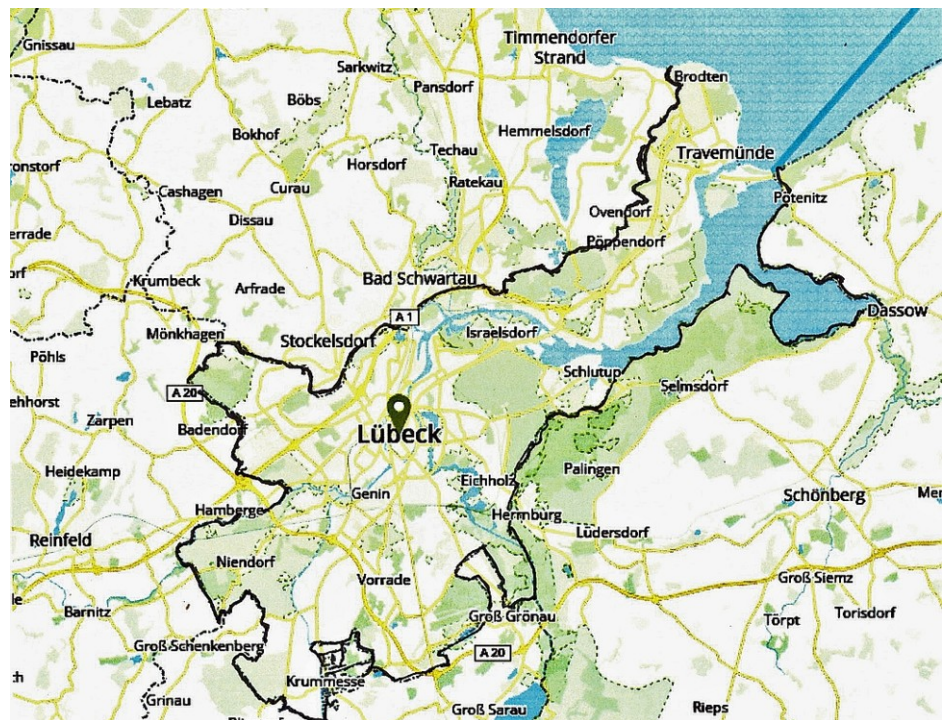 Gnissau
Timmendorfer
Strand
Sarkwitz
Brodten
Pansdorf
Lebatz
Böbs
Bokhof
Hemmelsdorf
Techau
Travemünde
Horsdorf
Cashagen
Curau
Ratekau
Pötenitz
Dissau
Ovendorf
Pöppendorf
Bad Schwartau
Krumbeck
Arfrade
Dassow
A 1
Mönkhagen
Israelsdorf
Stockelsdorf
Pöhls
Schlutup
Selmsdorf
A 20
Zarpen
Badendorf
Lübeck
Palingen
Heidekamp
Eichholz
Genin
Schönberg
Hamberge
Herrnburg
Lüdersdorf
Reinfeld
Niendorf
Vorrade
Groß Siemz
Barnitz
Groß Grönau
Törpt
Torisdorf
Groß Schenkenberg
A 20
Krummesse
Grinau
Groß Sarau
Rieps